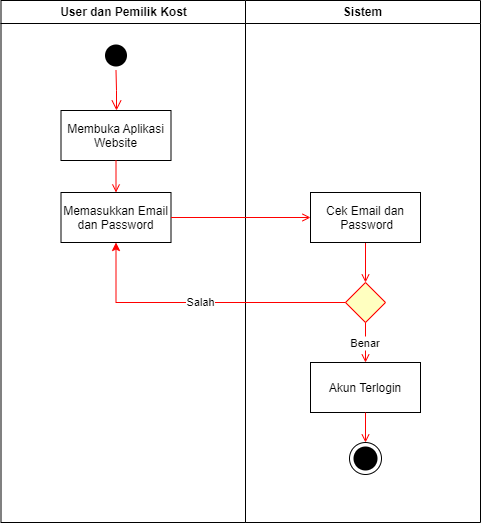 User dan Pemilik Kost
Sistem
Membuka Aplikasi
Website
Memasukkan Email
dan Password
Cek Email dan
Password
Salah
Benar
Akun Terlogin